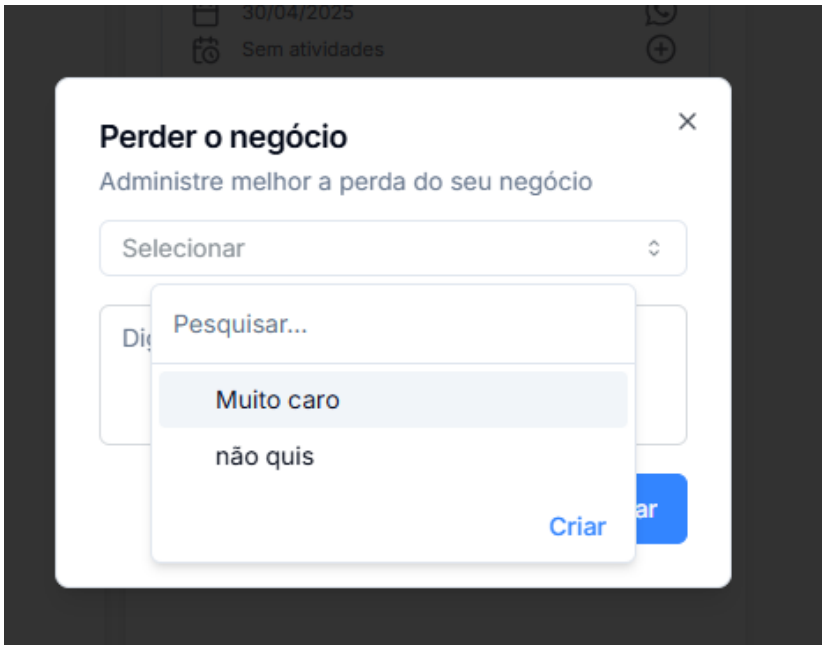 30/04/2025
Sem atividades
Perder o negócio
Administre melhor a perda do seu negócio
Selecionar
Pesquisar...
Muito caro
não quis
Criar